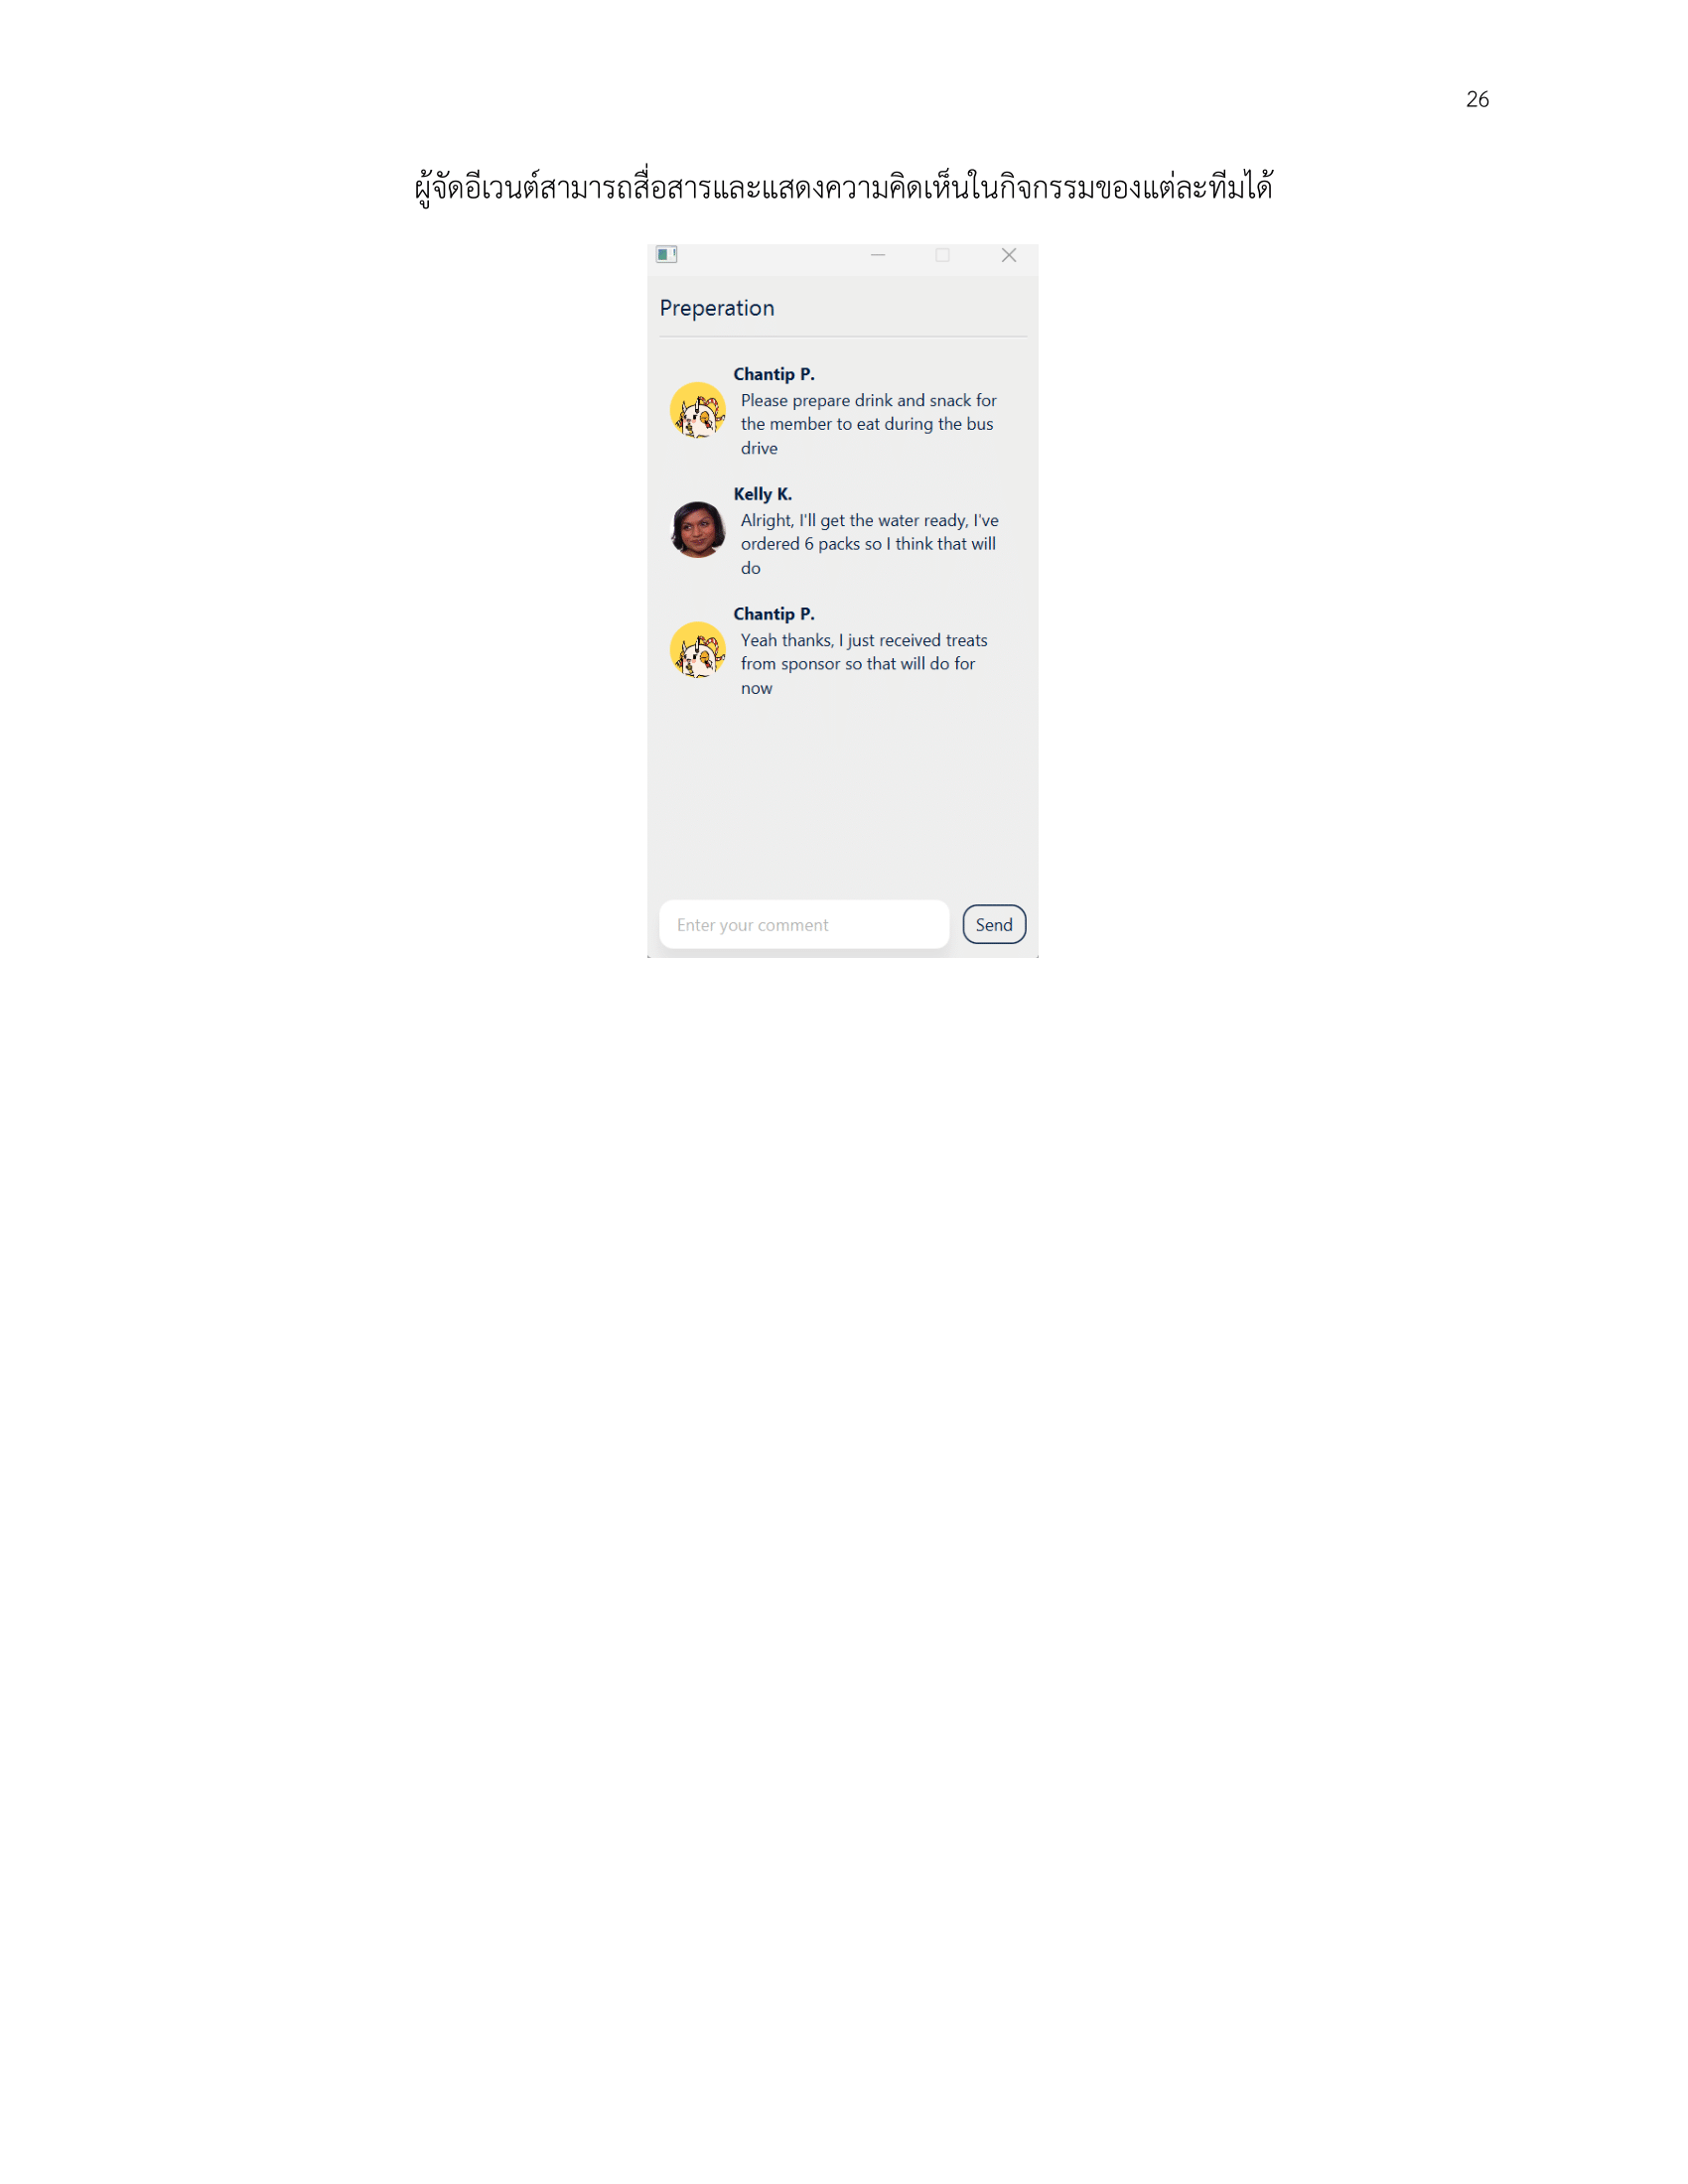 26
ผู้จัดอีเวนต์สามารถสื่อสารและแสดงความคิดเห็นในกิจกรรมของแต่ละทีมได้
Preperation
Chantip P.
Please prepare drink and snack for
the member to eat during the bus
drive
Kelly K.
Alright, I'll get the water ready, I've
ordered 6 packs so I think that will
do
Chantip P.
Yeah thanks, I just received treats
from sponsor so that will do for
now
Enter your comment
Send